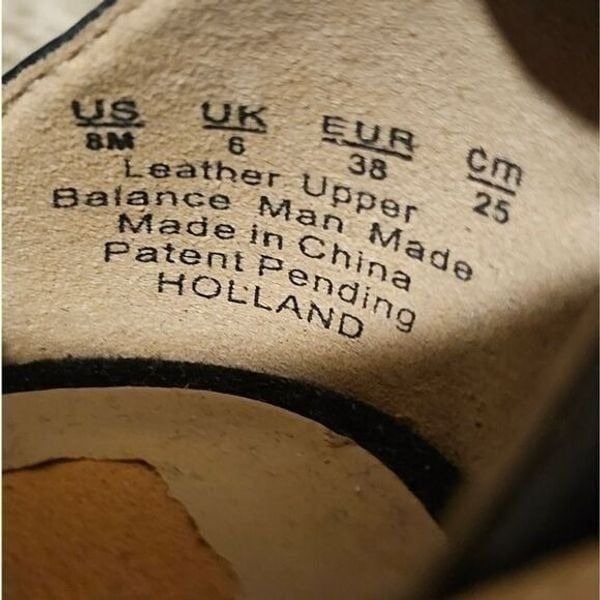 US UK EUR cm
8M 6 38 25
Leather Upper
Balance Man Made
Made in China
Patent Pending
HOLLAND